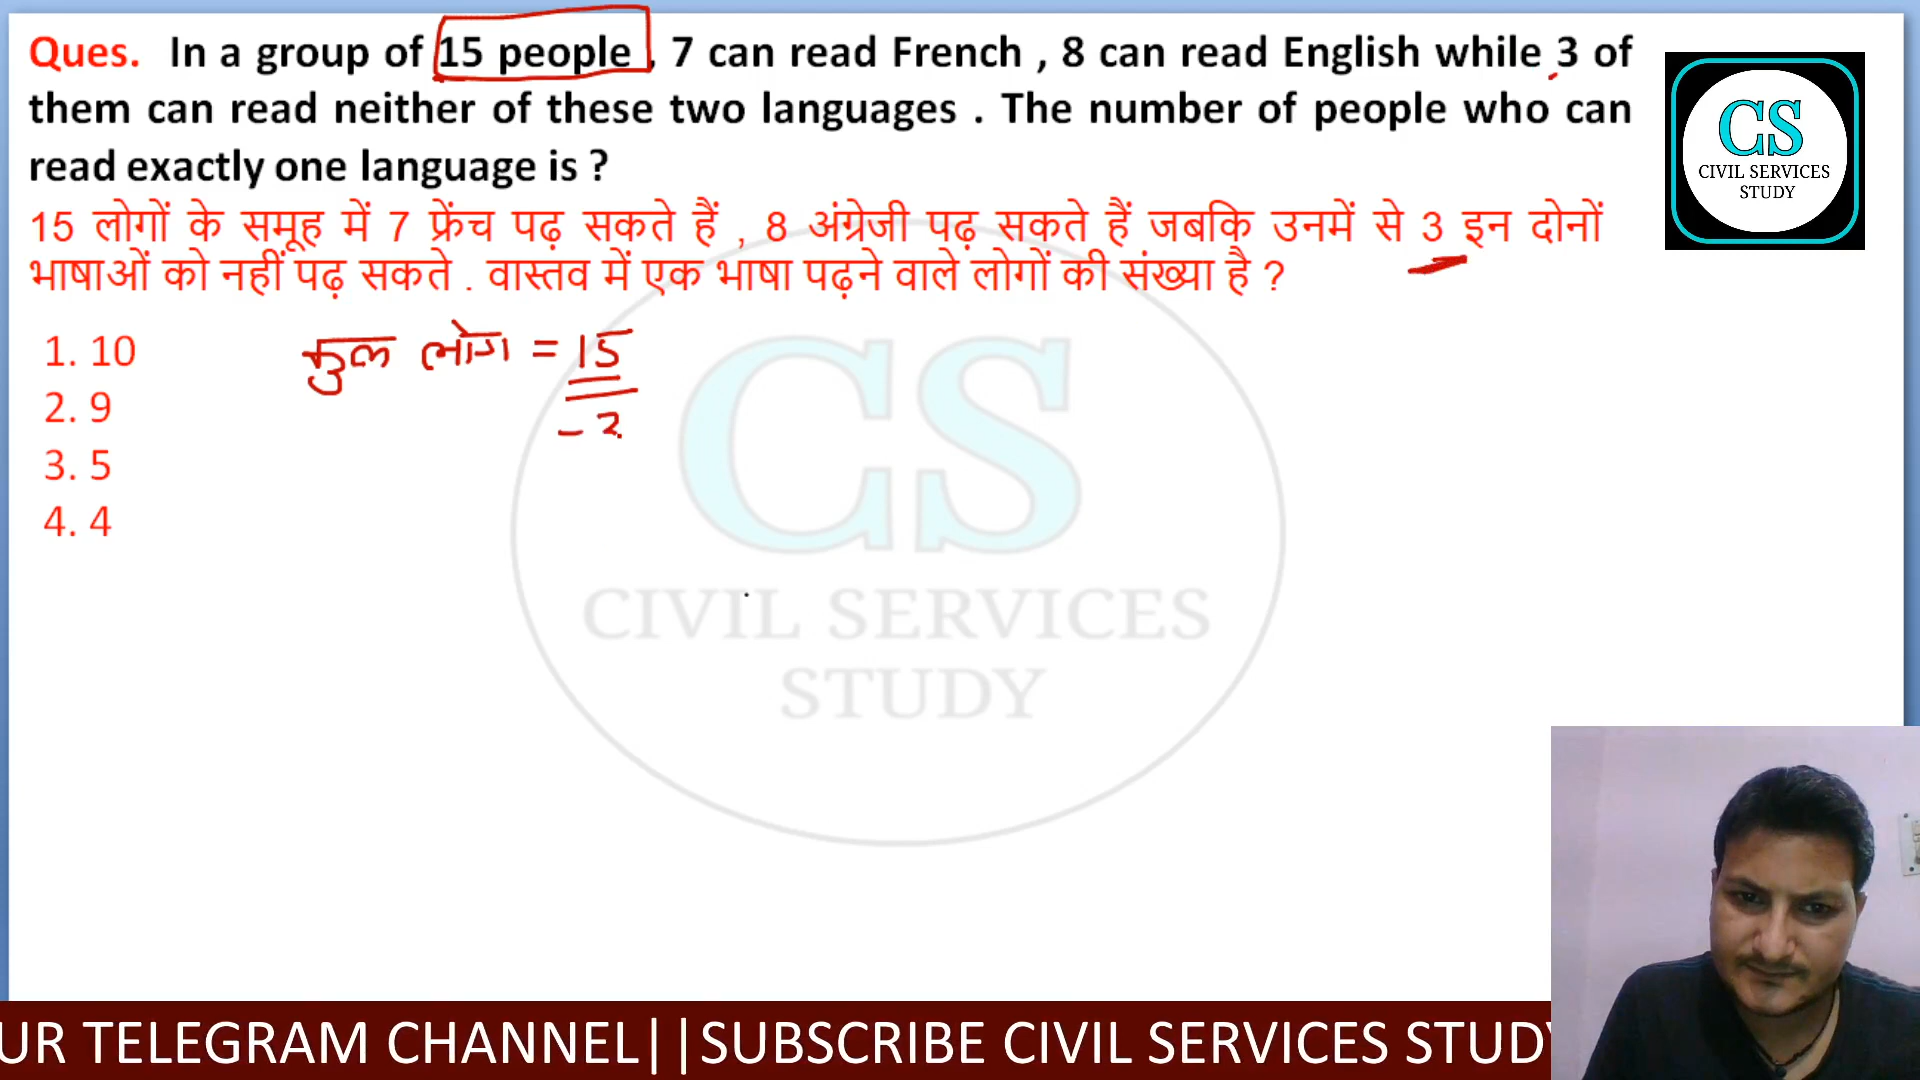 Ques. In a group of 15 people , 7 can read French , 8 can read English while 3 of
them can read neither of these two languages . The number of people who can
read exactly one language is ?
15 लोगों के समूह में 7 फ्रेंच पढ़ सकते हैं , 8 अंग्रेजी पढ़ सकते हैं जबकि उनमें से 3 इन दोनों
भाषाओं को नहीं पढ़ सकते . वास्तव में एक भाषा पढ़ने वाले लोगों की संख्या है ?
1. 10
2. 9
3. 5
4. 4
कुल लोग = 15
- 3
CS
CIVIL SERVICES
STUDY
CS
CIVIL SERVICES
STUDY
UR TELEGRAM CHANNEL||SUBSCRIBE CIVIL SERVICES STUDY